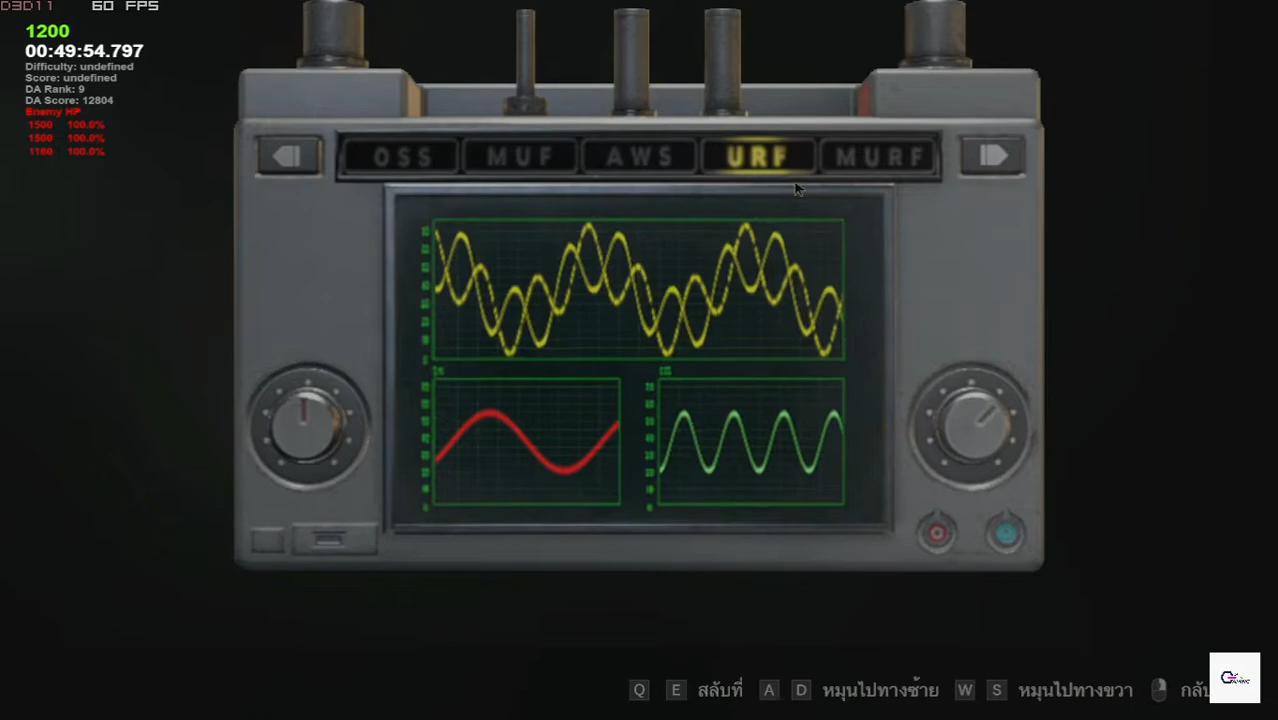 D3D11 60 FPS
1200
00:49:54.797
Difficulty: undefined
Score: undefined
DA Rank: 9
DA Score: 12804
Enemy HP
1500 100.0%
1500 100.0%
1100 100.0%
OSS MUF AWS URF MURF
Q E สลับที่ A D หมุนไปทางซ้าย W S หมุนไปทางขวา